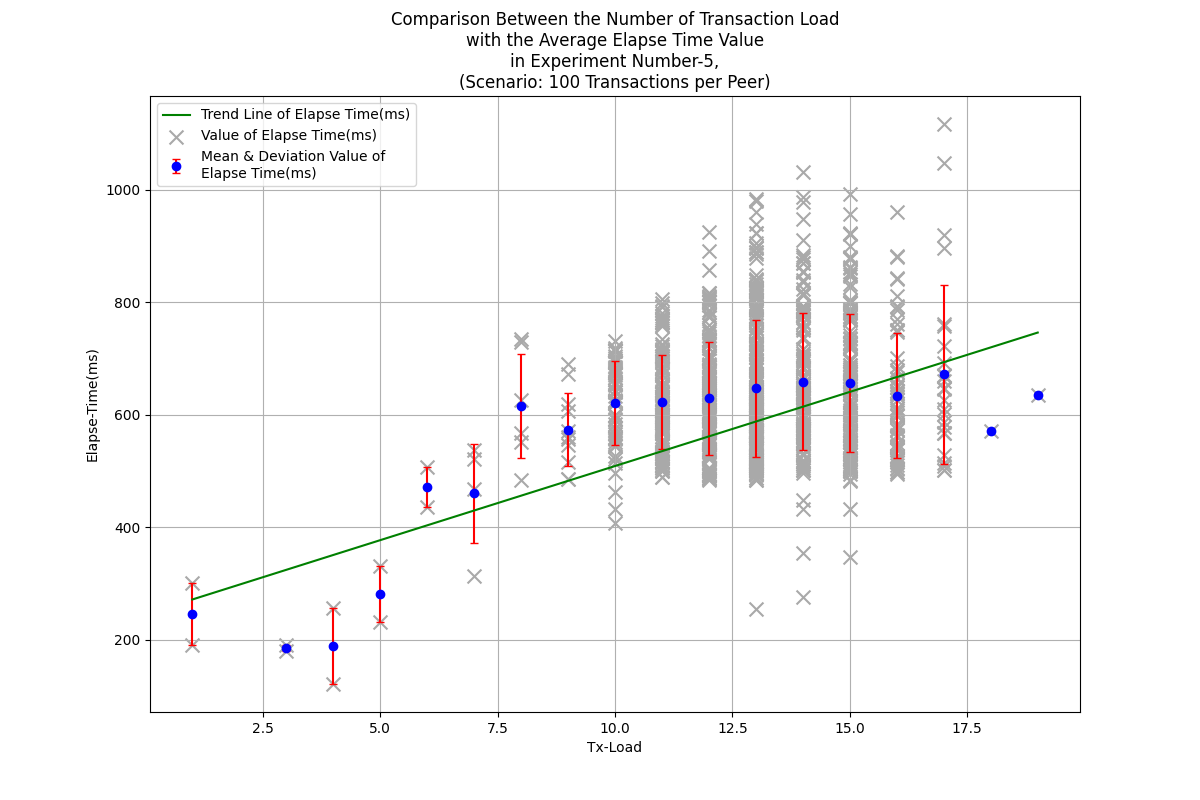 Comparison Between the Number of Transaction Load
with the Average Elapse Time Value
in Experiment Number-5,
(Scenario: 100 Transactions per Peer)
Trend Line of Elapse Time(ms)
Value of Elapse Time(ms)
Mean & Deviation Value of
Elapse Time(ms)
1000
800
600
400
200
Elapse-Time(ms)
2.5 5.0 7.5 10.0 12.5 15.0 17.5
Tx-Load